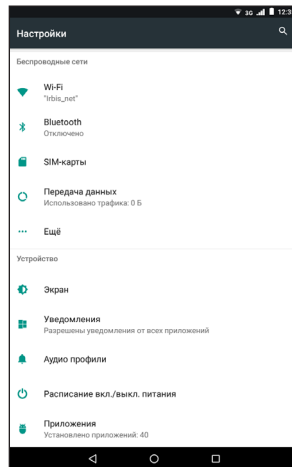 3G 12:3
Настройки
Беспроводные сети
Wi-Fi
"Irbis_net"
Bluetooth
Отключено
SIM-карты
Передача данных
Использовано трафика: 0 Б
Ещё
Устройство
Экран
Уведомления
Разрешены уведомления от всех приложений
Аудио профили
Расписание вкл./выкл. питания
Приложения
Установлено приложений: 40